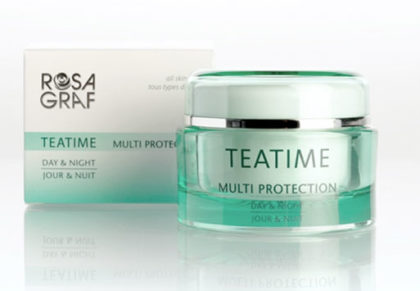 all skin
tous types d
ROSA
GRAF
TEATIME MULTI PROTEC
DAY & NIGHT
JOUR & NUIT
TEATIME
MULTI PROTECTION
DAY & NIGHT
JOUR & NUIT